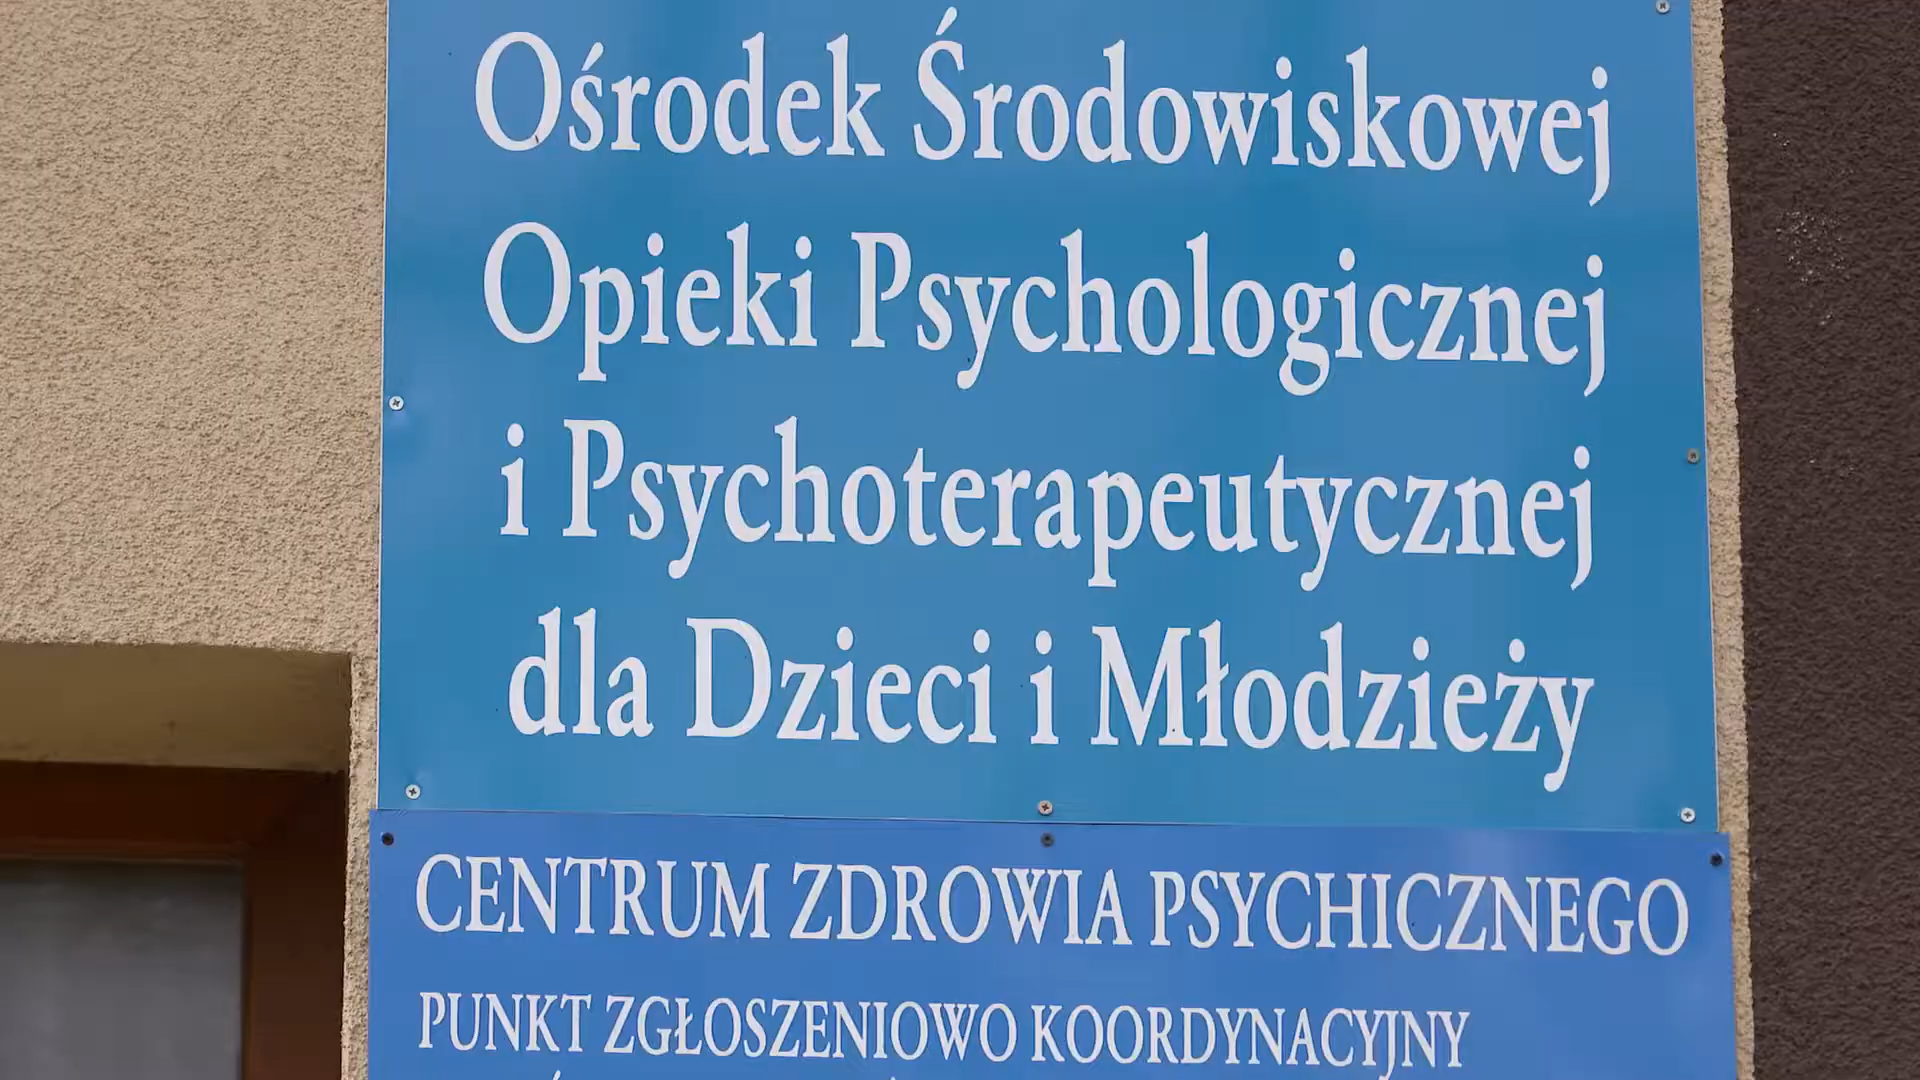 Ośrodek Środowiskowej
Opieki Psychologicznej
i Psychoterapeutycznej
dla Dzieci i Młodzieży
CENTRUM ZDROWIA PSYCHICZNEGO
PUNKT ZGŁOSZENIOWO KOORDYNACYJNY